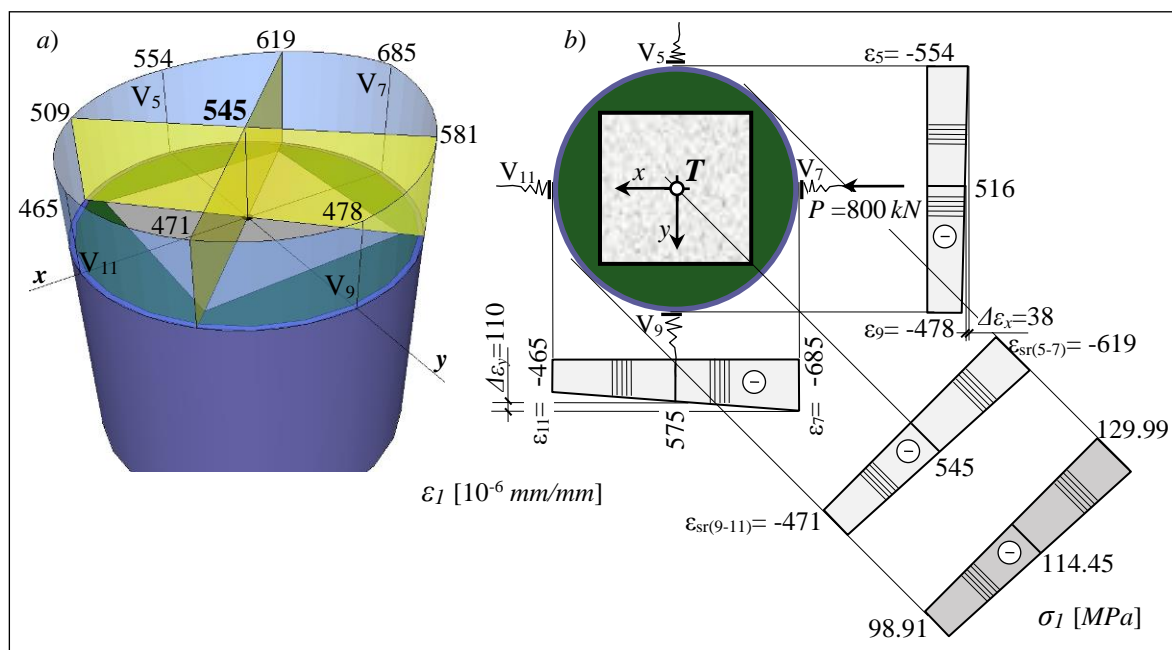 a)
619
554
685
V5
V7
509
545
581
465
471
478
x
V11
V9
y
b)
V5
ε5= -554
V11
x
T
V7
516
P =800 kN
y
V9
ε9= -478
Δεx=38
Δεy=110
-465
-685
ε11=
575
ε7=
εsr(5-7)= -619
129.99
545
ε1 [10-6 mm/mm]
εsr(9-11)= -471
114.45
98.91
σ1 [MPa]